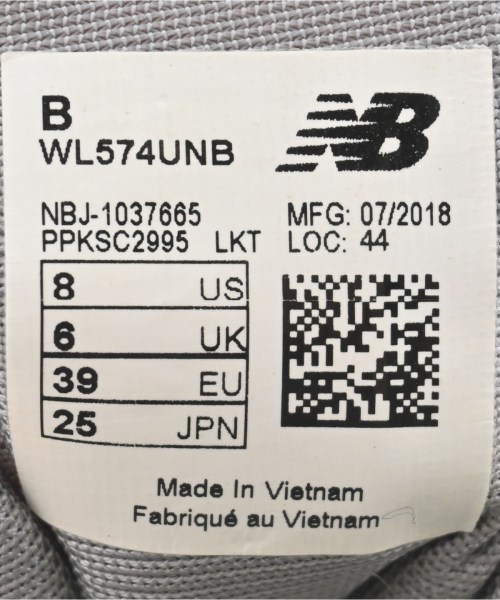 B
WL574UNB
NB
NBJ-1037665 MFG: 07/2018
PPKSC2995 LKT LOC: 44
8 US
6 UK
39 EU
25 JPN
Made In Vietnam
Fabriqué au Vietnam